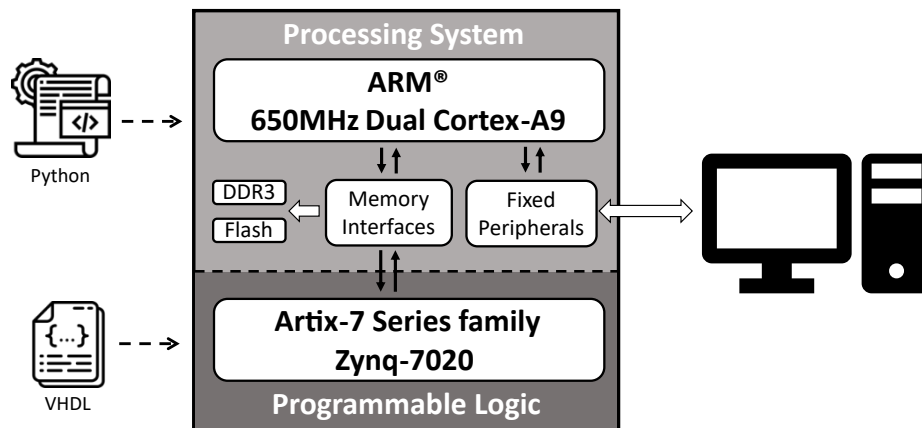 Processing System
ARM®
650MHz Dual Cortex-A9
</>
Python
DDR3
Flash
Memory
Interfaces
Fixed
Peripherals
Artix-7 Series family
Zynq-7020
{...}
VHDL
Programmable Logic